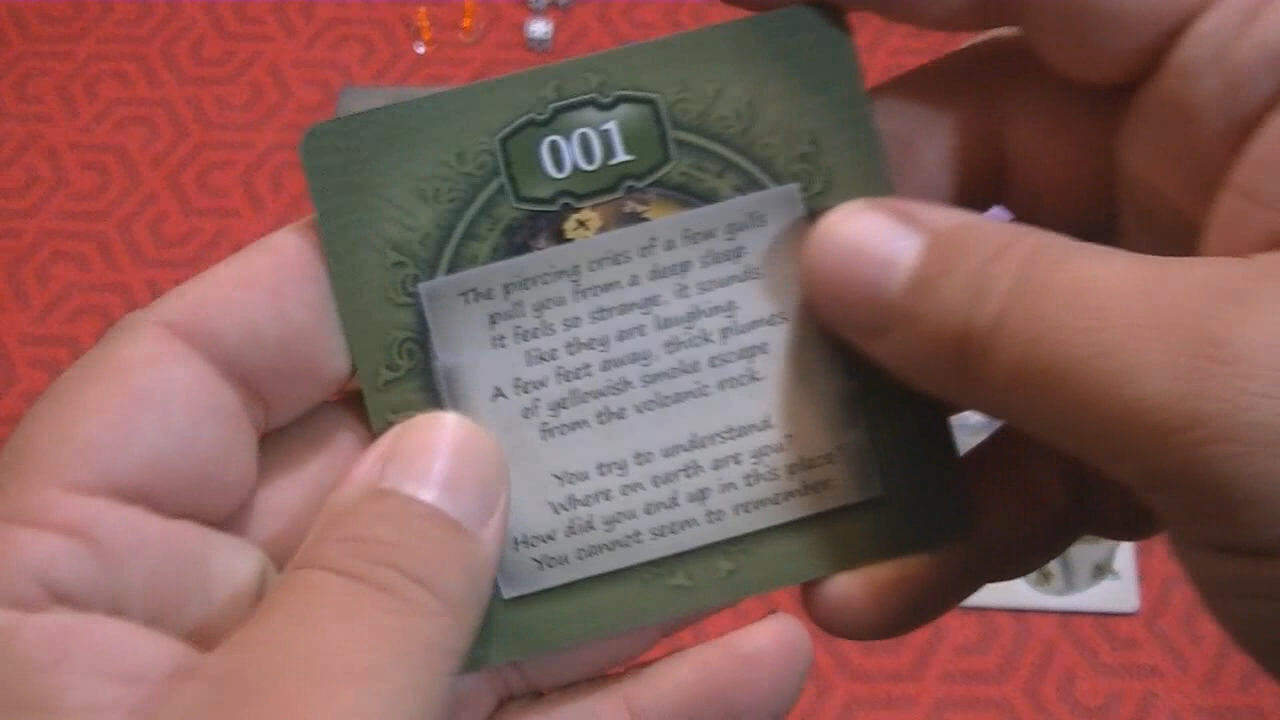 001
The piercing cries of a few gulls
pull you from a deep sleep
It feels so strange, it sounds
like they are laughing.
A few feet away, thick plumes
of yellowish smoke escape
from the volcanic rock.
You try to understand
Where on earth are you?
How did you end up in this place?
You cannot seem to remember.